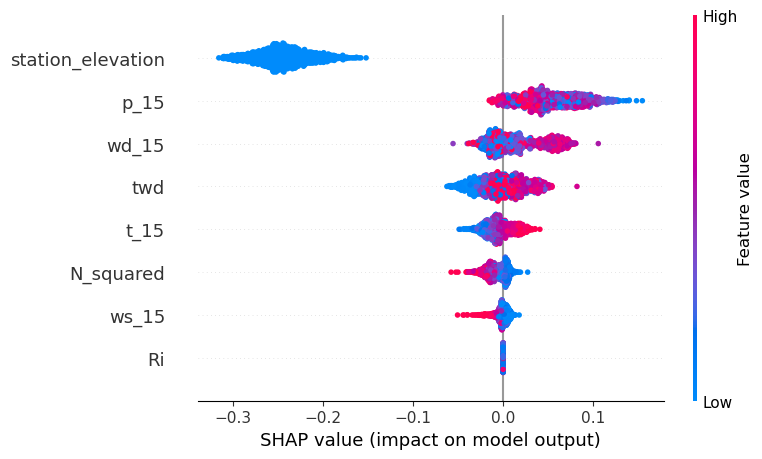 High
station_elevation
p_15
wd_15
twd
t_15
N_squared
ws_15
Ri
Feature value
Low
−0.3 −0.2 −0.1 0.0 0.1
SHAP value (impact on model output)